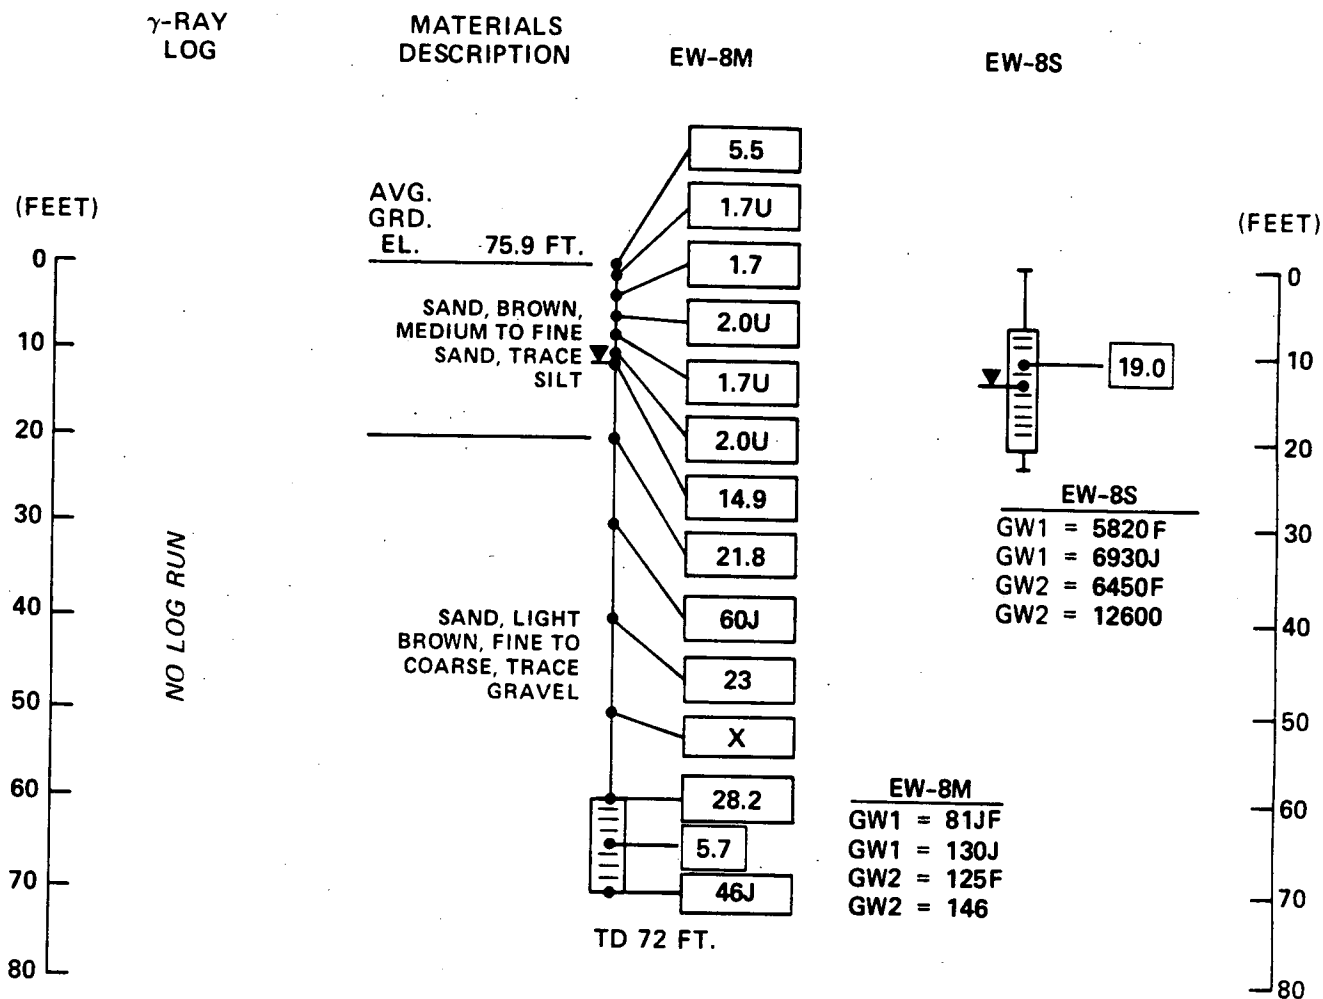 γ-RAY
LOG
MATERIALS
DESCRIPTION
EW-8M
EW-8S
(FEET)
0
10
20
30
40
50
60
70
80
NO LOG RUN
AVG.
GRD.
EL. 75.9 FT.
SAND, BROWN,
MEDIUM TO FINE
SAND, TRACE
SILT
SAND, LIGHT
BROWN, FINE TO
COARSE, TRACE
GRAVEL
5.5
1.7U
1.7
2.0U
1.7U
2.0U
14.9
21.8
60J
23
X
28.2
5.7
46J
TD 72 FT.
EW-8M
GW1 = 81JF
GW1 = 130J
GW2 = 125F
GW2 = 146
19.0
EW-8S
GW1 = 5820F
GW1 = 6930J
GW2 = 6450F
GW2 = 12600
(FEET)
0
10
20
30
40
50
60
70
80